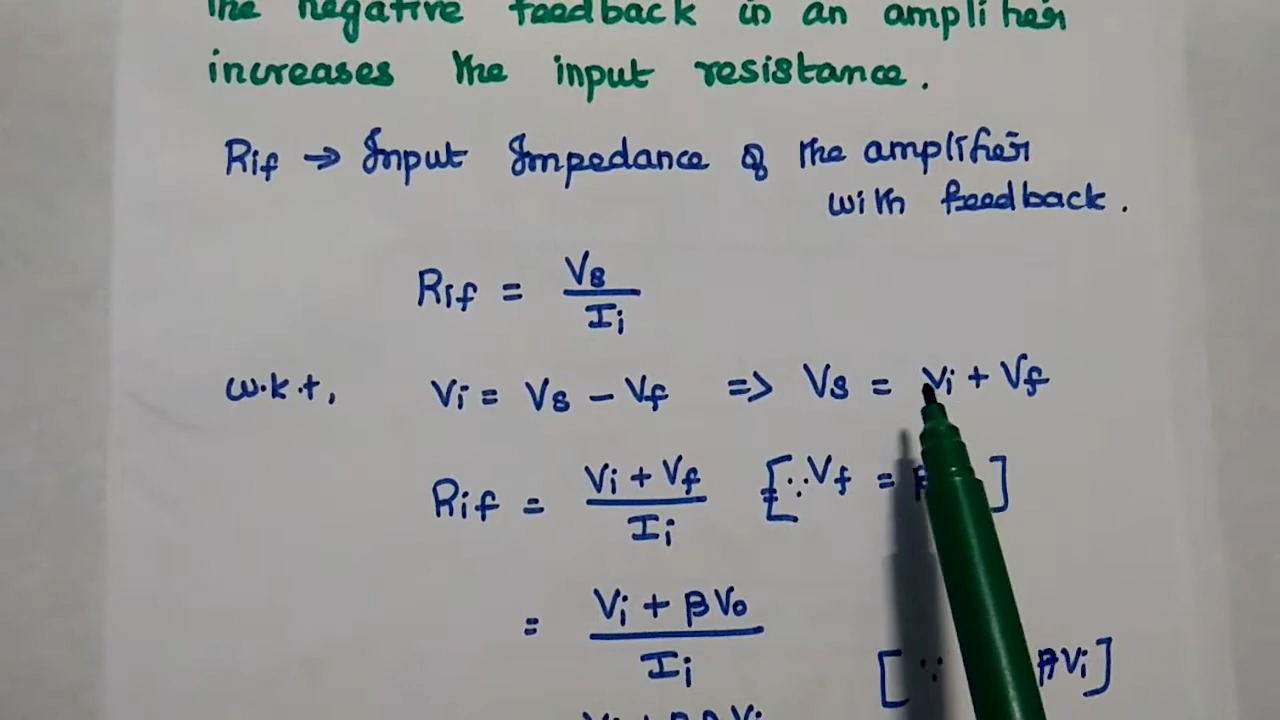 The negative feedback in an amplifier
increases the input resistance.
Rif → Input Impedance of the amplifier
with feedback.
Rif = Vs / Ii
w.k.t, Vi = Vs - Vf => Vs = Vi + Vf
Rif = Vi + Vf / Ii [∵ Vf = β ]
= Vi + βVo / Ii
[∵ Vi]